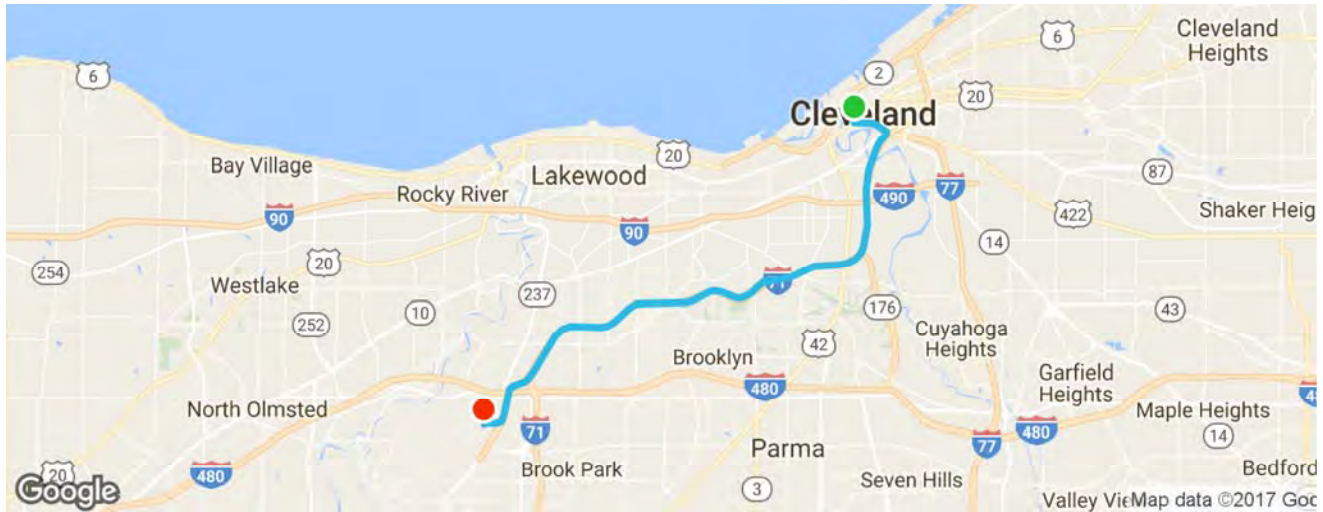 Cleveland
Heights
6
2
6
20
Cleveland
20
Bay Village
Lakewood
87
Rocky River
490
77
90
422
Shaker Heig
90
14
254
20
Westlake
71
237
10
252
176
43
42
Cuyahoga
Heights
Brooklyn
Garfield
Heights
480
North Olmsted
Maple Heights
71
77
480
14
480
Parma
Brook Park
20
Seven Hills
Bedford
3
Google
Valley Vie
Map data ©2017 Goo